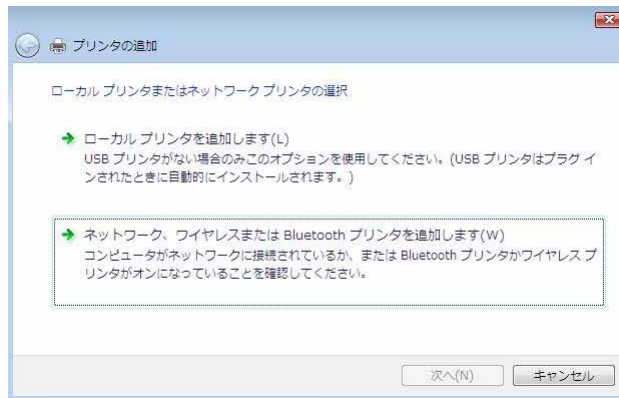 プリンタの追加
ローカル プリンタまたはネットワーク プリンタの選択
ローカル プリンタを追加します(L)
USB プリンタがない場合のみこのオプションを使用してください。(USB プリンタはプラグ イ
ンされたときに自動的にインストールされます。)
ネットワーク、ワイヤレスまたは Bluetooth プリンタを追加します(W)
コンピュータがネットワークに接続されているか、または Bluetooth プリンタかワイヤレス プ
リンタがオンになっていることを確認してください。
次へ(N) キャンセル